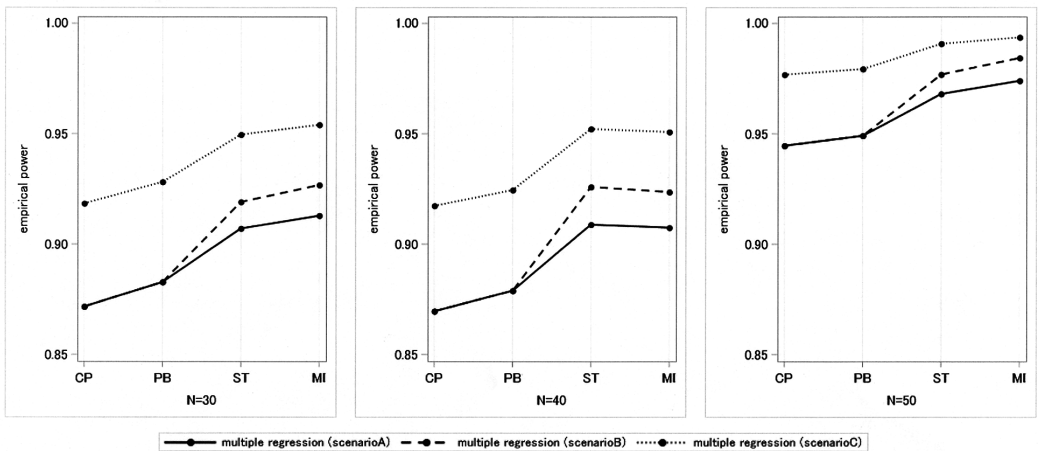 1.00
0.95
0.90
0.85
empirical power
CP PB ST MI
N=30
1.00
0.95
0.90
0.85
empirical power
CP PB ST MI
N=40
1.00
0.95
0.90
0.85
empirical power
CP PB ST MI
N=50
multiple regression (scenarioA) multiple regression (scenarioB) multiple regression (scenarioC)